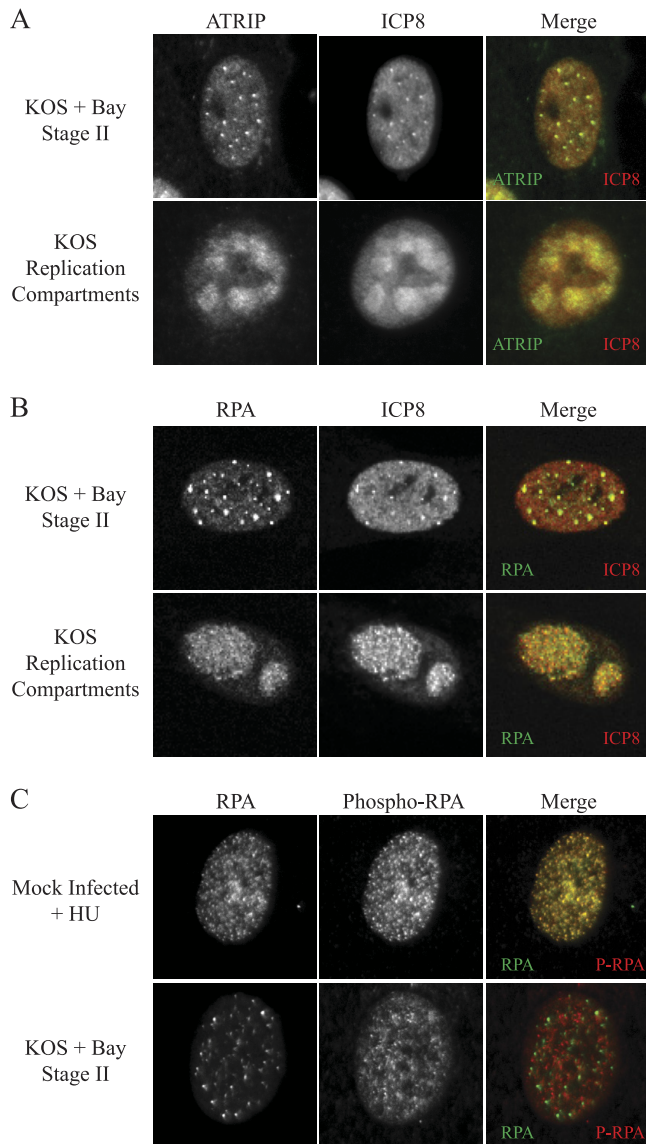 A
ATRIP ICP8 Merge
KOS + Bay
Stage II
ATRIP ICP8
KOS
Replication
Compartments
ATRIP ICP8
B
RPA ICP8 Merge
KOS + Bay
Stage II
RPA ICP8
KOS
Replication
Compartments
RPA ICP8
C
RPA Phospho-RPA Merge
Mock Infected
+ HU
RPA P-RPA
KOS + Bay
Stage II
RPA P-RPA